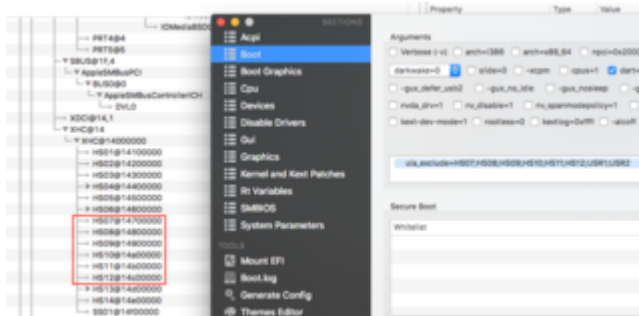 Property Type Value
IOMediaBSDC
PRT4@4
PRT5@5
SBUS@1F,4
AppleSMBusPCI
BUS0@0
AppleSMBusControllerICH
DVL0
XDCI@14,1
XHC@14
XHC@14000000
HS01@14100000
HS02@14200000
HS03@14300000
HS04@14400000
HS05@14500000
HS06@14600000
HS07@14700000
HS08@14800000
HS09@14900000
HS10@14a00000
HS11@14b00000
HS12@14c00000
HS13@14d00000
HS14@14e00000
SS01@14f00000
SECTIONS
Acpi
Boot
Boot Graphics
Cpu
Devices
Disable Drivers
Gui
Graphics
Kernel and Kext Patches
Rt Variables
SMBIOS
System Parameters
TOOLS
Mount EFI
Boot.log
Generate Config
Themes Editor
Arguments
Verbose (-v) arch=i386 arch=x86_64 npci=0x200
darkwake=0 slide=0 -xcpm cpus=1 dart=
-gux_defer_usb2 -gux_no_idle -gux_nosleep -g
nvda_drv=1 nv_disable=1 nv_spanmodepolicy=1
kext-dev-mode=1 rootless=0 kextlog=0xffff -alcoff
uia_exclude=HS07;HS08;HS09;HS10;HS11;HS12;USR1;USR2
Secure Boot
Whitelist